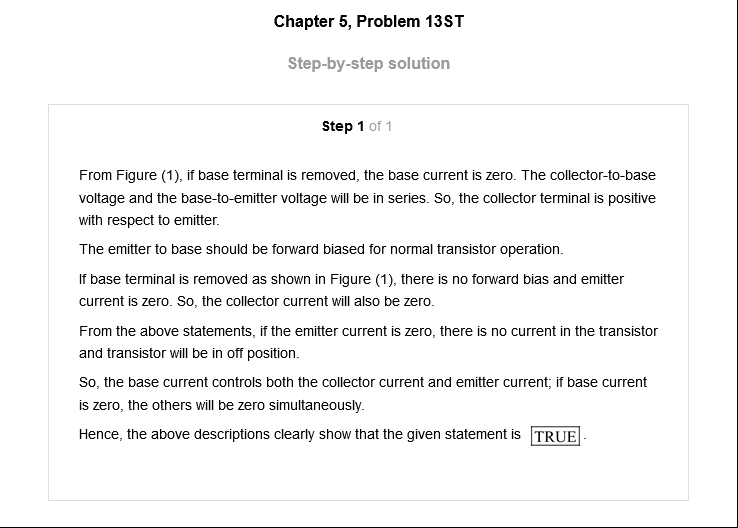 Chapter 5, Problem 13ST
Step-by-step solution
Step 1 of 1
From Figure (1), if base terminal is removed, the base current is zero. The collector-to-base
voltage and the base-to-emitter voltage will be in series. So, the collector terminal is positive
with respect to emitter.
The emitter to base should be forward biased for normal transistor operation.
If base terminal is removed as shown in Figure (1), there is no forward bias and emitter
current is zero. So, the collector current will also be zero.
From the above statements, if the emitter current is zero, there is no current in the transistor
and transistor will be in off position.
So, the base current controls both the collector current and emitter current; if base current
is zero, the others will be zero simultaneously.
Hence, the above descriptions clearly show that the given statement is TRUE .